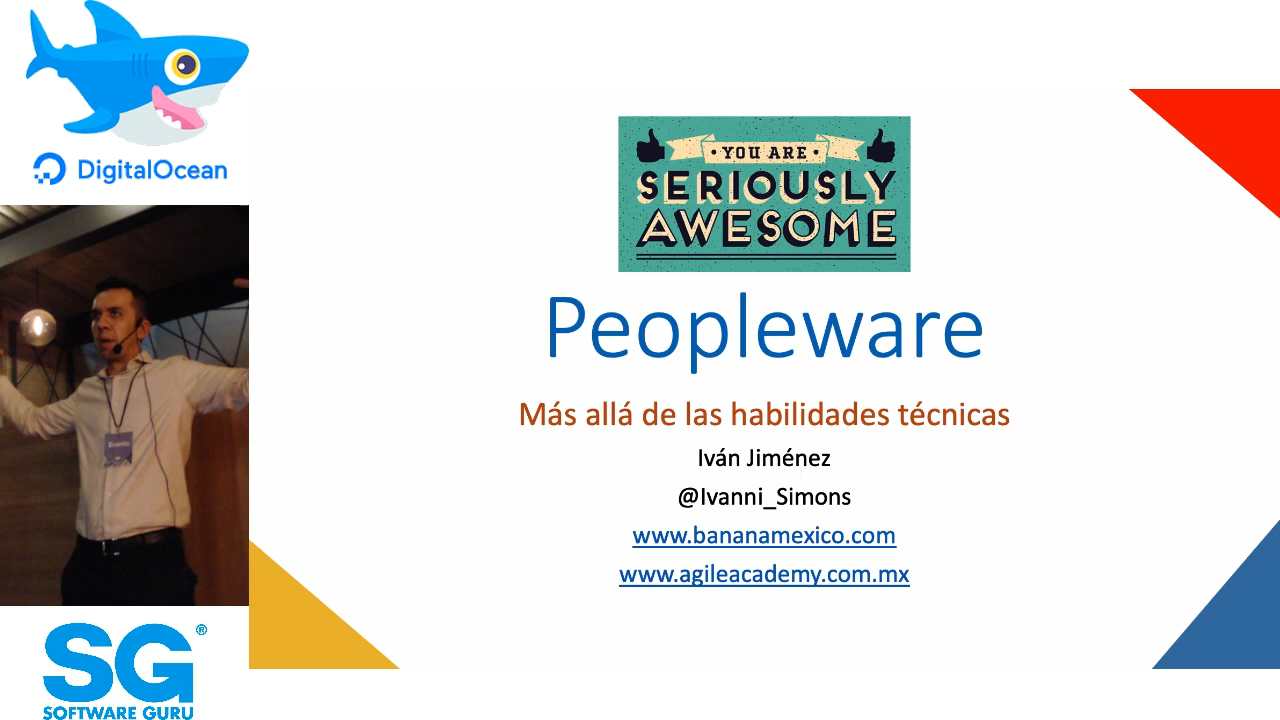 DigitalOcean
YOU ARE
SERIOUSLY
AWESOME
Peopleware
Más allá de las habilidades técnicas
Iván Jiménez
@Ivanni_Simons
www.bananamexico.com
www.agileacademy.com.mx
SG®
SOFTWARE GURU